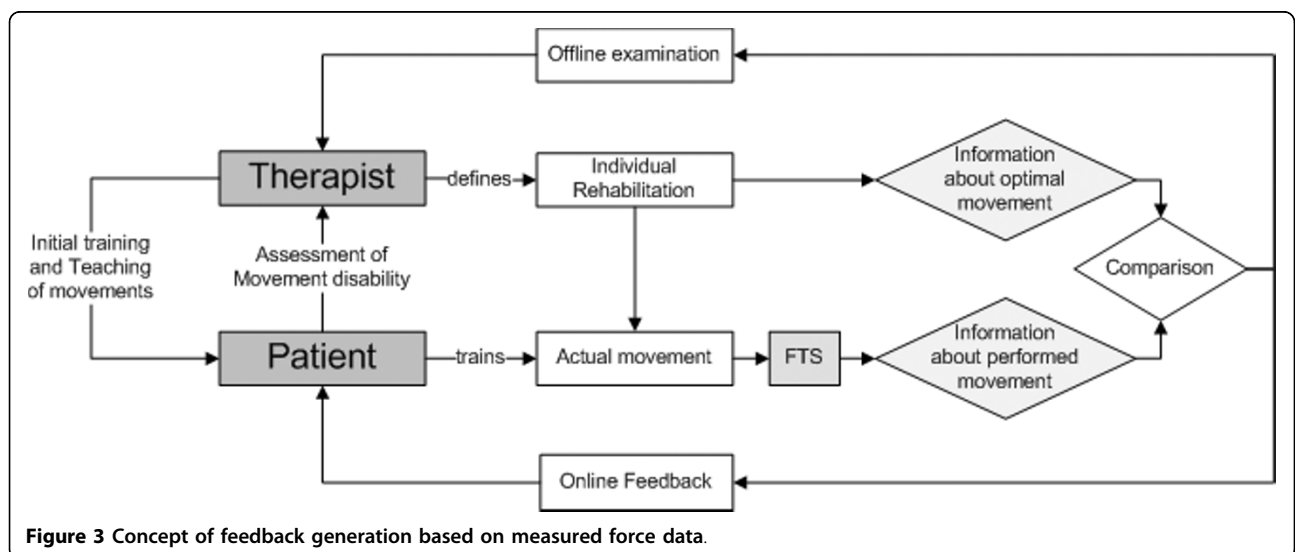 Offline examination
Therapist
defines
Individual
Rehabilitation
Information
about optimal
movement
Initial training
and Teaching
of movements
Assessment of
Movement disability
Comparison
Patient
trains
Actual movement
FTS
Information
about performed
movement
Online Feedback
Figure 3 Concept of feedback generation based on measured force data.